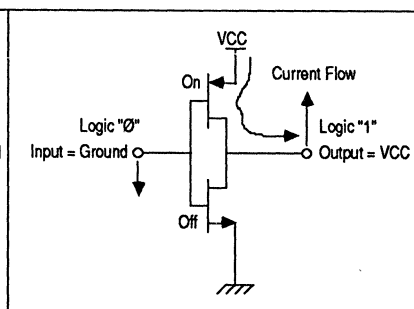 VCC
On
Current Flow
Logic "Ø"
Logic "1"
Input = Ground
Output = VCC
Off